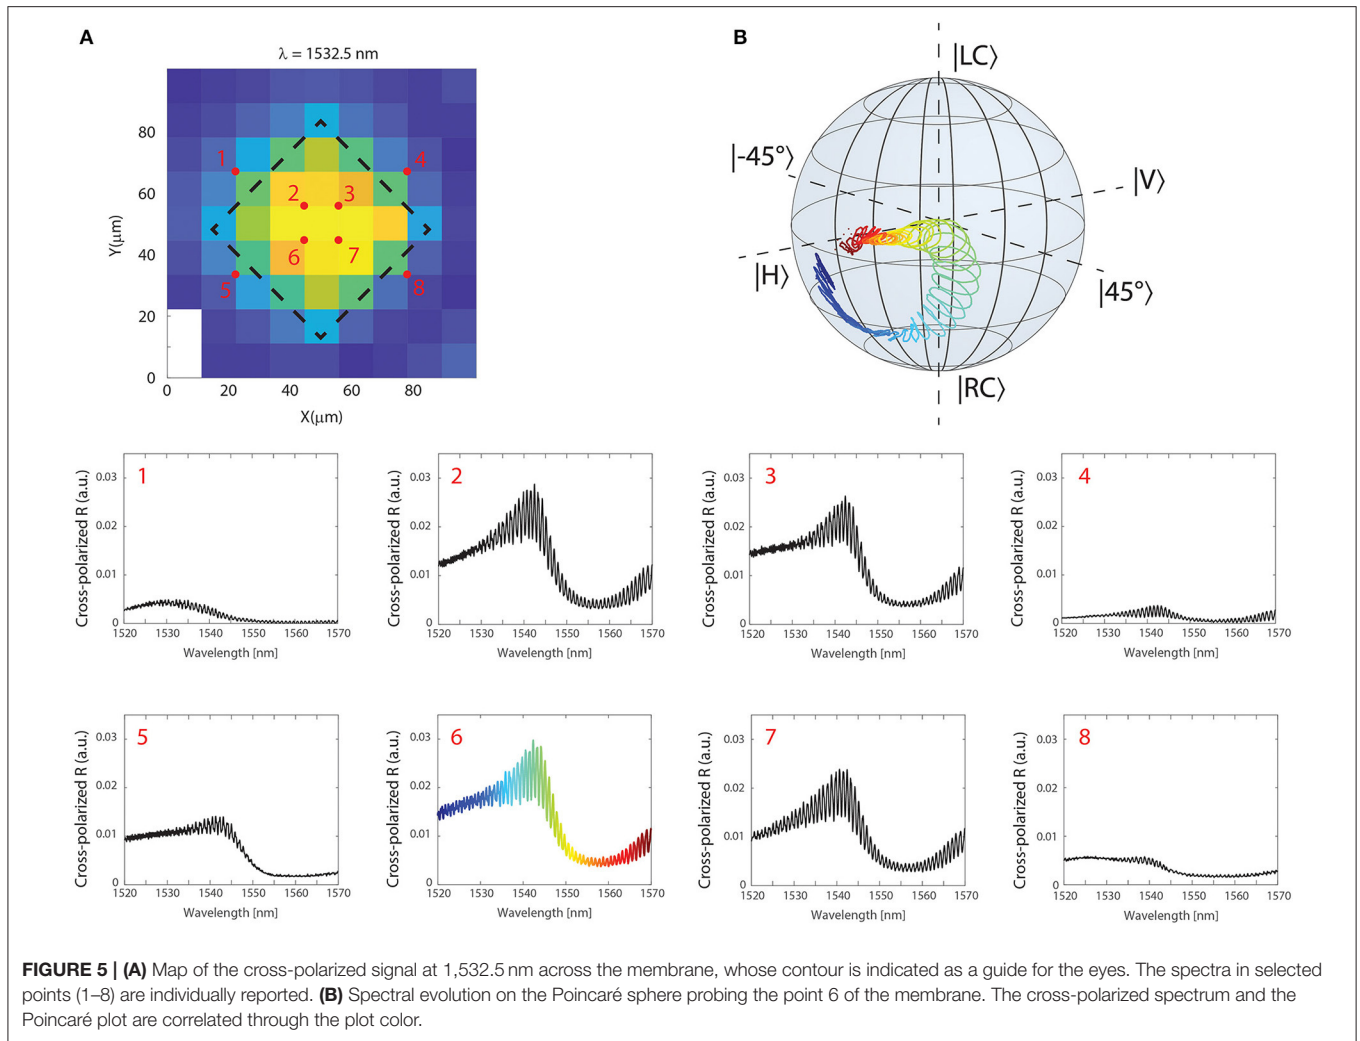 A
λ = 1532.5 nm
80
60
40
20
0
Y(μm)
1
4
2
3
6
7
5
8
0
20
40
60
80
X(μm)
B
|LC⟩
|-45°⟩
|V⟩
|H⟩
|45°⟩
|RC⟩
1
Cross-polarized R (a.u.)
0.03
0.02
0.01
0
1520 1530 1540 1550 1560 1570
Wavelength [nm]
2
Cross-polarized R (a.u.)
0.03
0.02
0.01
0
1520 1530 1540 1550 1560 1570
Wavelength [nm]
3
Cross-polarized R (a.u.)
0.03
0.02
0.01
0
1520 1530 1540 1550 1560 1570
Wavelength [nm]
4
Cross-polarized R (a.u.)
0.03
0.02
0.01
0
1520 1530 1540 1550 1560 1570
Wavelength [nm]
5
Cross-polarized R (a.u.)
0.03
0.02
0.01
0
1520 1530 1540 1550 1560 1570
Wavelength [nm]
6
Cross-polarized R (a.u.)
0.03
0.02
0.01
0
1520 1530 1540 1550 1560 1570
Wavelength [nm]
7
Cross-polarized R (a.u.)
0.03
0.02
0.01
0
1520 1530 1540 1550 1560 1570
Wavelength [nm]
8
Cross-polarized R (a.u.)
0.03
0.02
0.01
0
1520 1530 1540 1550 1560 1570
Wavelength [nm]
FIGURE 5 | (A) Map of the cross-polarized signal at 1,532.5 nm across the membrane, whose contour is indicated as a guide for the eyes. The spectra in selected
points (1–8) are individually reported. (B) Spectral evolution on the Poincaré sphere probing the point 6 of the membrane. The cross-polarized spectrum and the
Poincaré plot are correlated through the plot color.